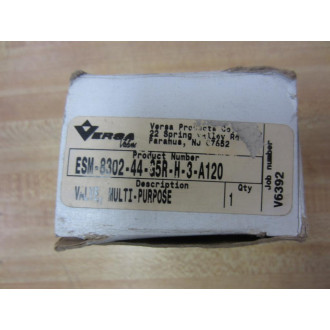 VERSA
Versa Products Co.
22 Spring Valley Rd.
Paramus, NJ 07652
Product Number
ESM-8302-44-35R-H-3-A120
Description
Qty
VALVE, MULTI-PURPOSE
1
Job number
V6392